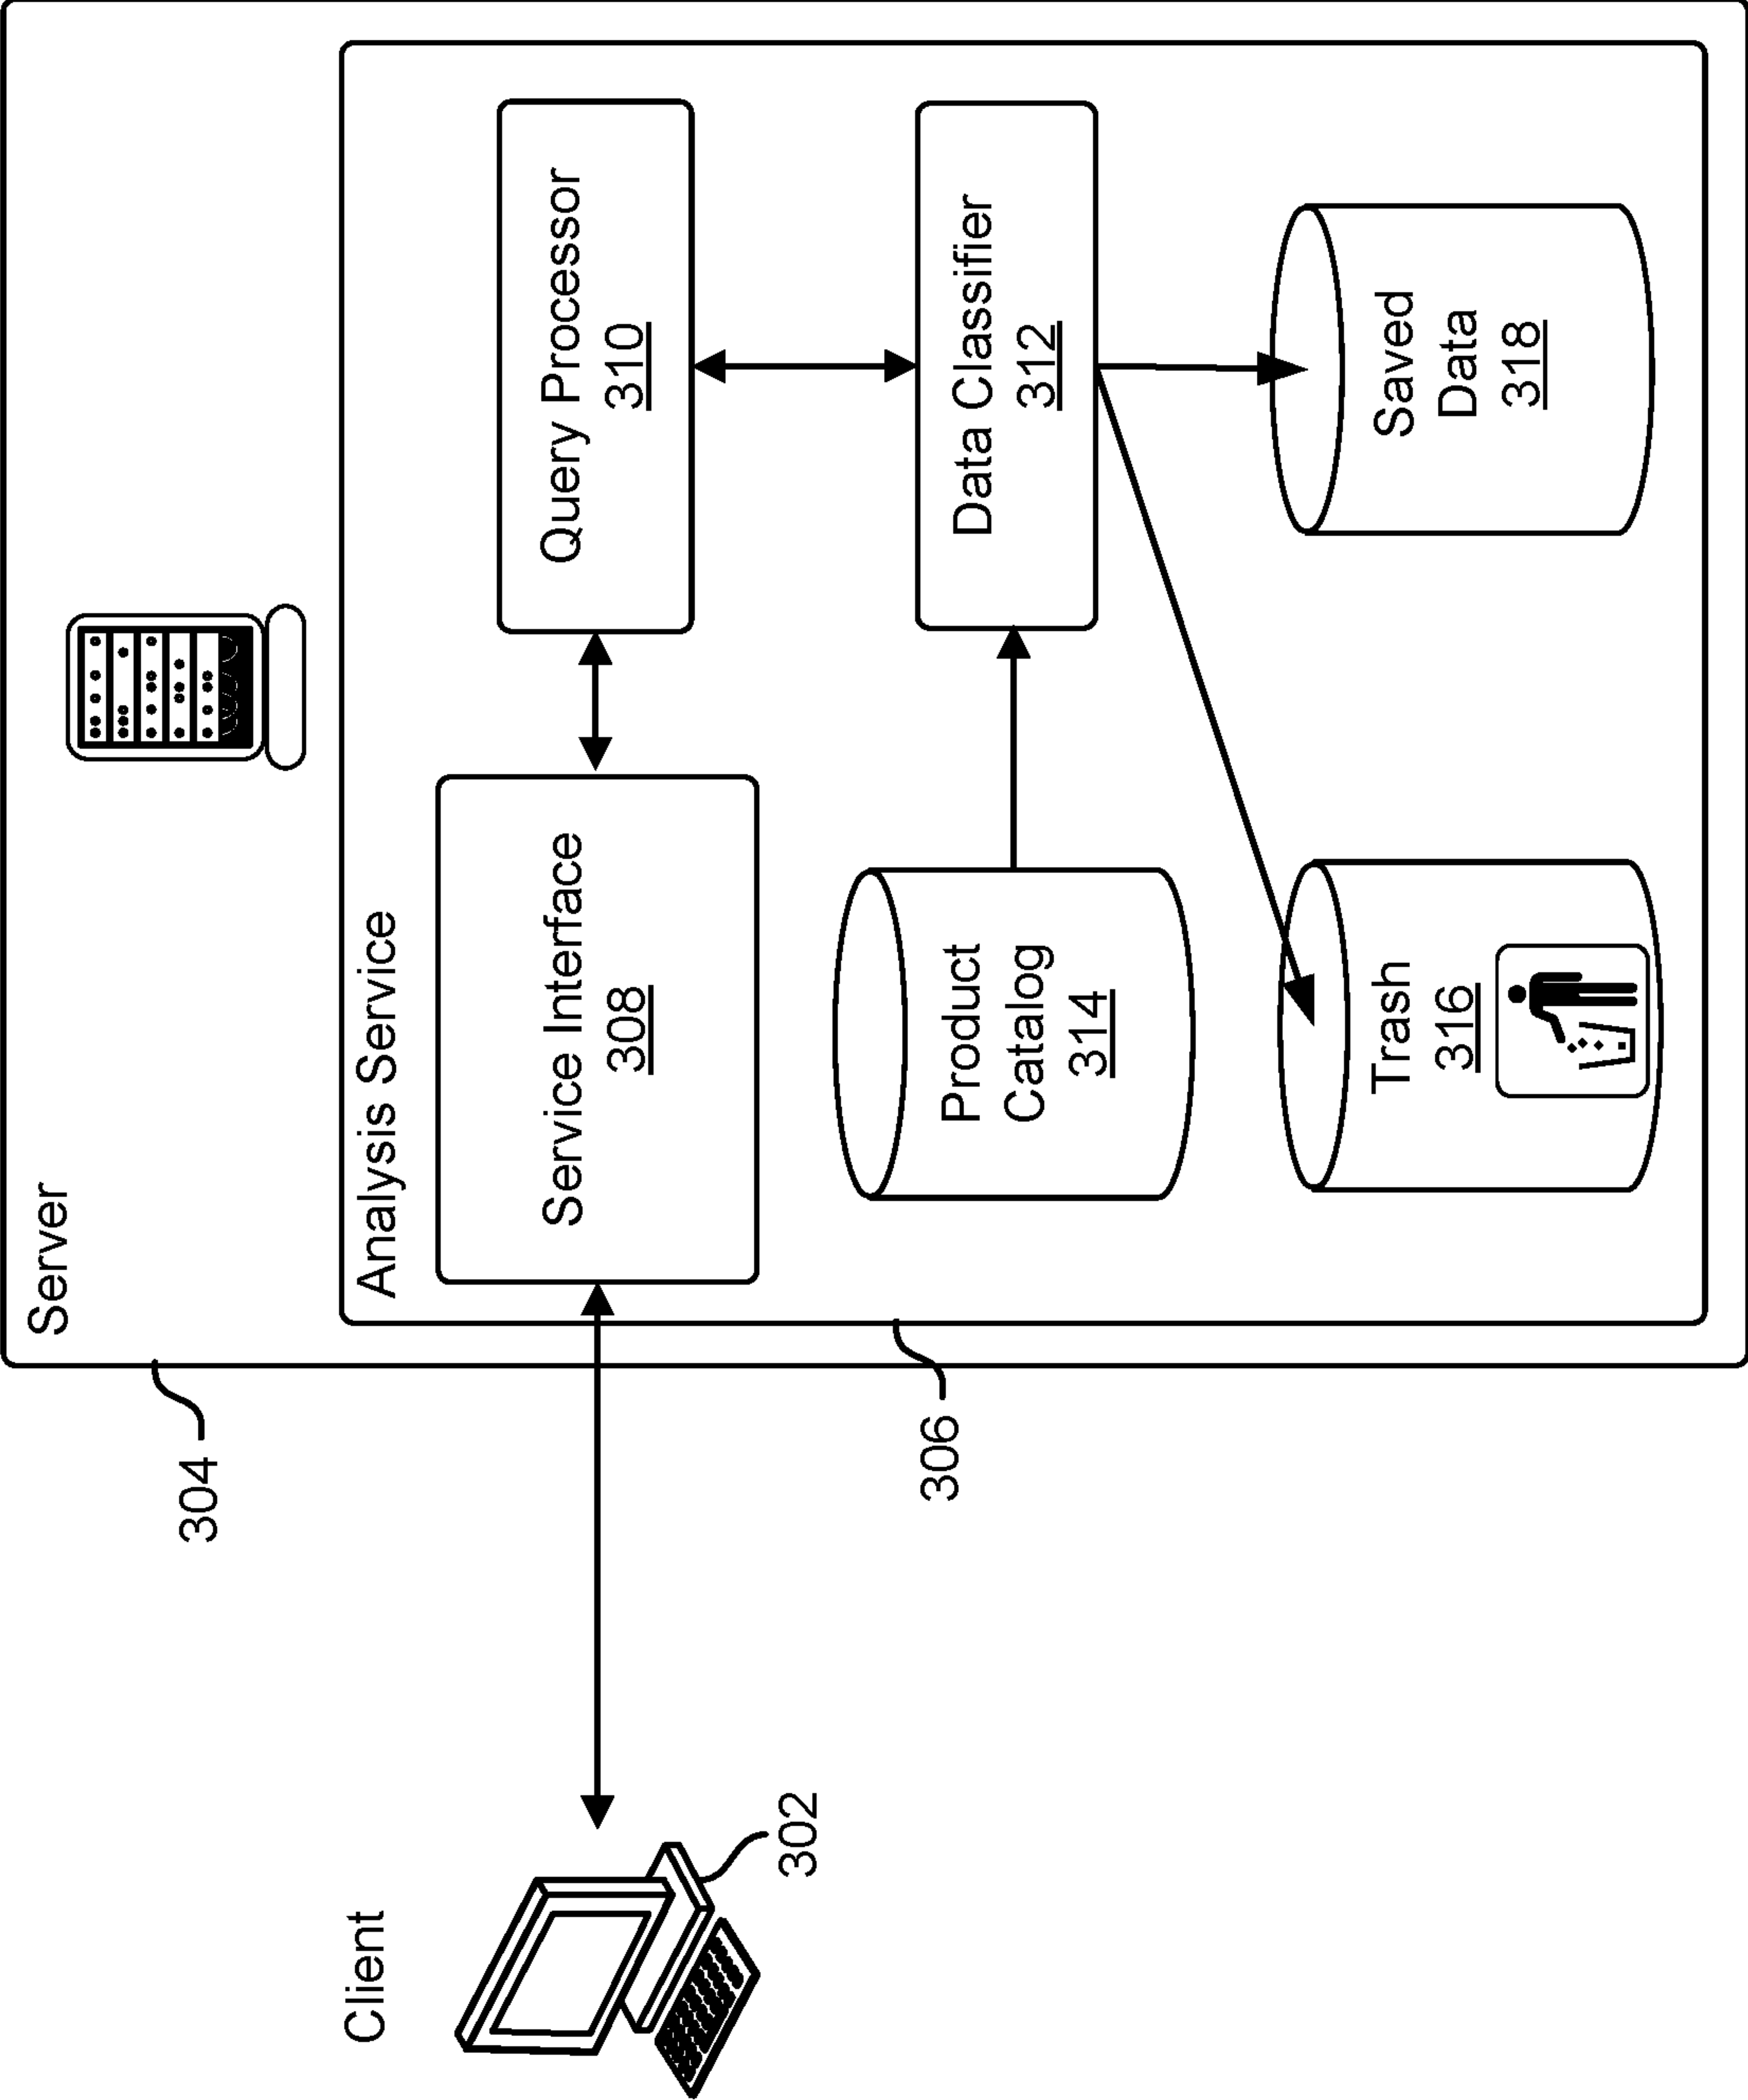 Server
304
Analysis Service
306
Client
302
Service Interface
308
Query Processor
310
Product
Catalog
314
Data Classifier
312
Trash
316
Saved
Data
318